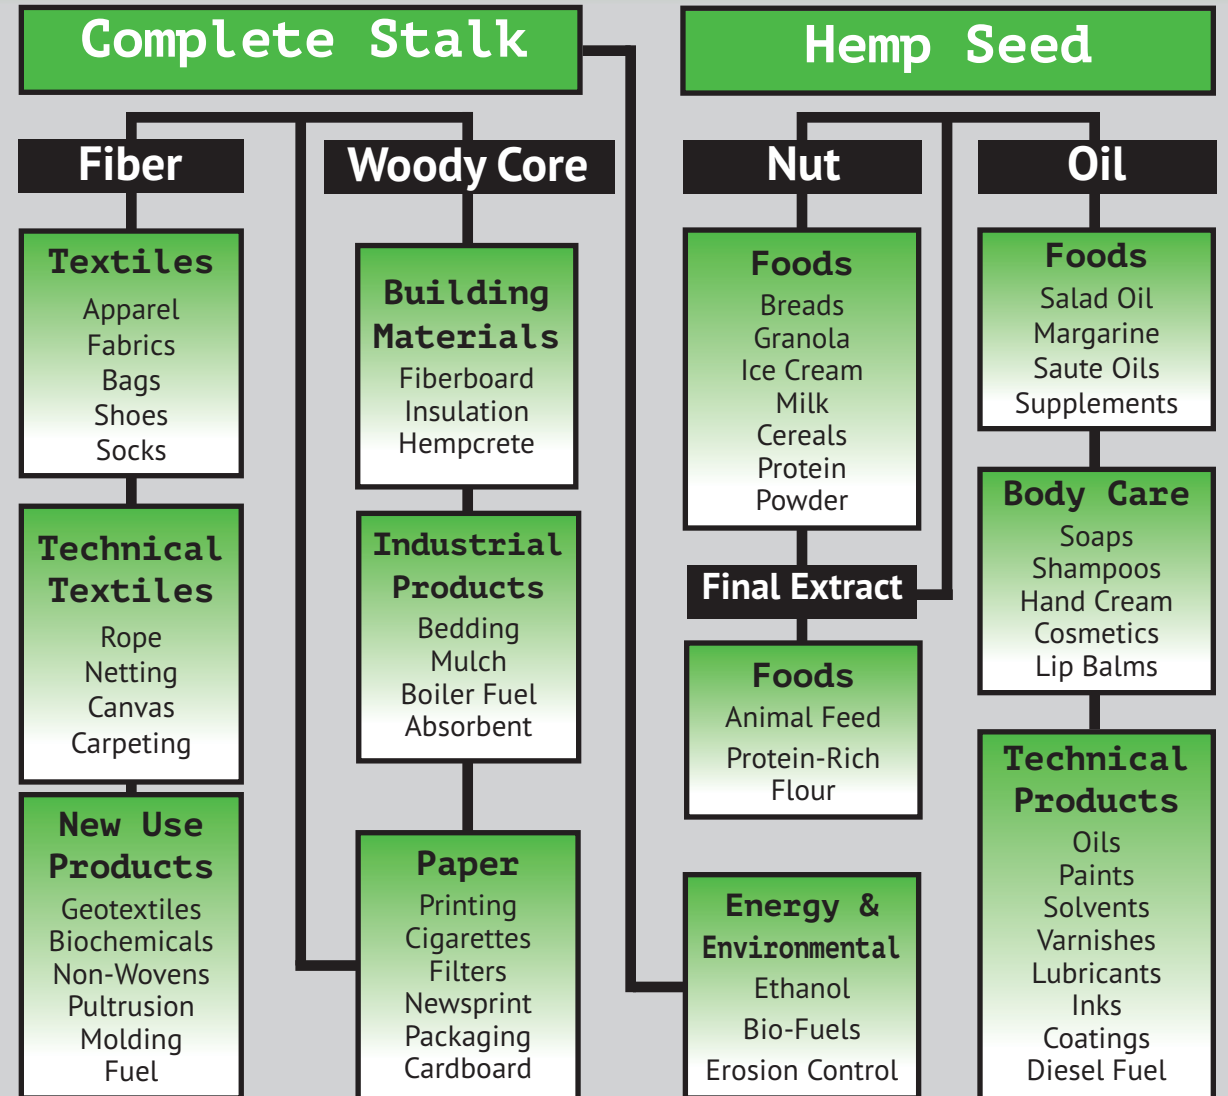 Complete Stalk
Fiber
Textiles
Apparel
Fabrics
Bags
Shoes
Socks
Technical
Textiles
Rope
Netting
Canvas
Carpeting
New Use
Products
Geotextiles
Biochemicals
Non-Wovens
Pultrusion
Molding
Fuel
Woody Core
Building
Materials
Fiberboard
Insulation
Hempcrete
Industrial
Products
Bedding
Mulch
Boiler Fuel
Absorbent
Paper
Printing
Cigarettes
Filters
Newsprint
Packaging
Cardboard
Hemp Seed
Nut
Foods
Breads
Granola
Ice Cream
Milk
Cereals
Protein
Powder
Final Extract
Foods
Animal Feed
Protein-Rich
Flour
Energy &
Environmental
Ethanol
Bio-Fuels
Erosion Control
Oil
Foods
Salad Oil
Margarine
Saute Oils
Supplements
Body Care
Soaps
Shampoos
Hand Cream
Cosmetics
Lip Balms
Technical
Products
Oils
Paints
Solvents
Varnishes
Lubricants
Inks
Coatings
Diesel Fuel